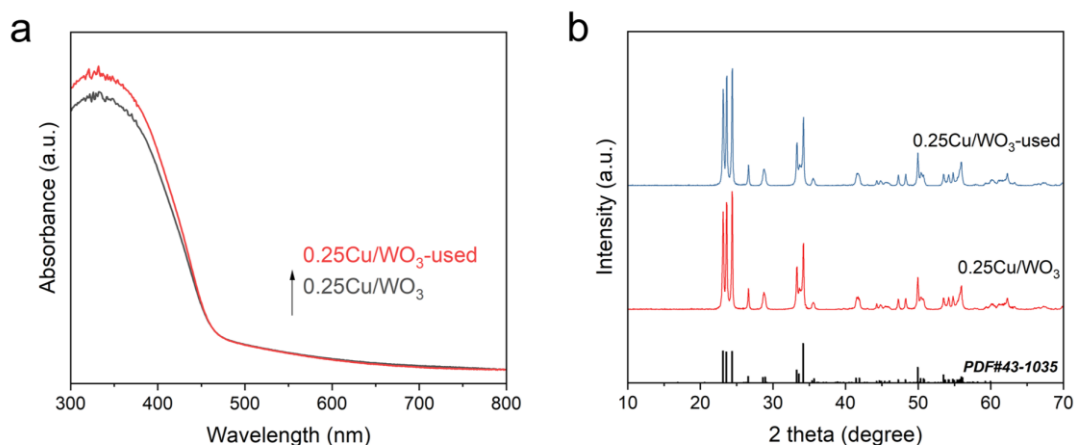 a
Absorbance (a.u.)
0.25Cu/WO₃-used
0.25Cu/WO₃
300 400 500 600 700 800
Wavelength (nm)
b
Intensity (a.u.)
0.25Cu/WO₃-used
0.25Cu/WO₃
PDF#43-1035
10 20 30 40 50 60 70
2 theta (degree)